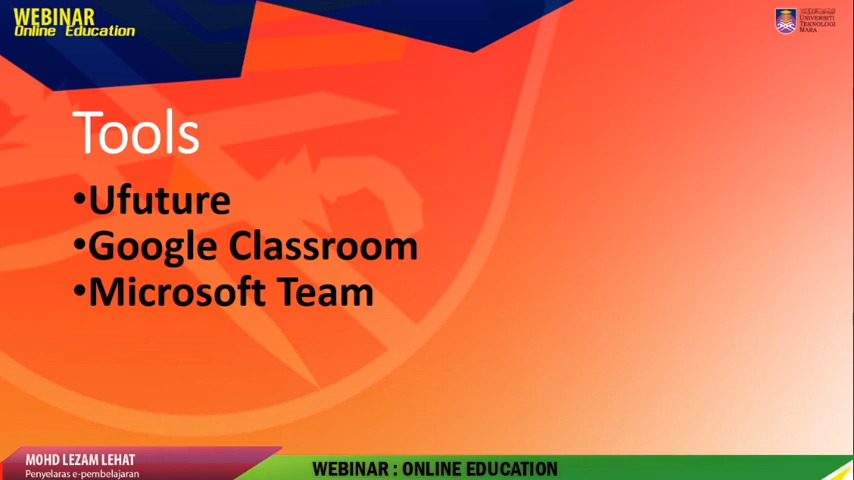 WEBINAR
Online Education
UNIVERSITI
TEKNOLOGI
MARA
Tools
•Ufuture
•Google Classroom
•Microsoft Team
MOHD LEZAM LEHAT
Penyelaras e-pembelajaran
WEBINAR : ONLINE EDUCATION